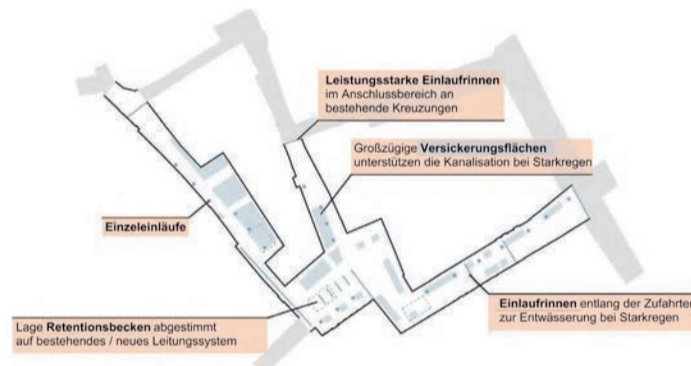 Leistungsstarke Einlaufrinnen
im Anschlussbereich an
bestehende Kreuzungen
Großzügige Versickerungsflächen
unterstützen die Kanalisation bei Starkregen
Einzeleinläufe
Lage Retentionsbecken abgestimmt
auf bestehendes / neues Leitungssystem
Einlaufrinnen entlang der Zufahrten
zur Entwässerung bei Starkregen